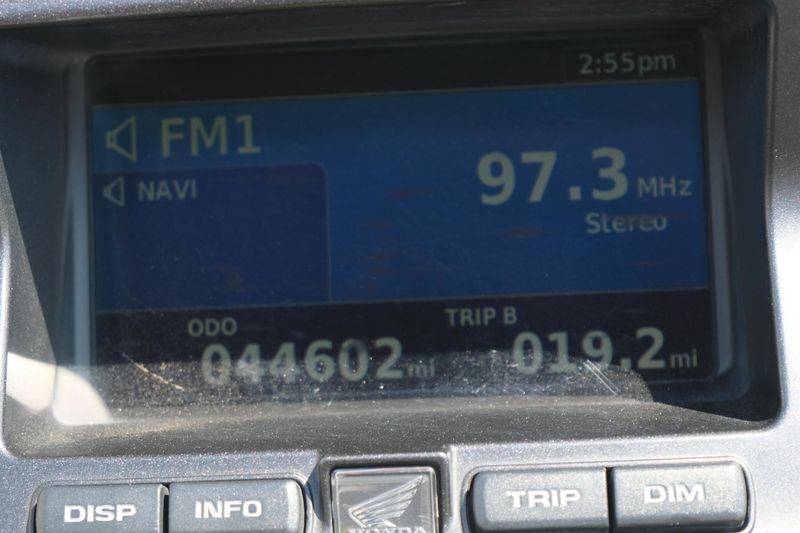 2:55pm
FM1
NAVI
97.3 MHz
Stereo
ODO
TRIP B
044602 mi
019.2 mi
DISP
INFO
HONDA
TRIP
DIM